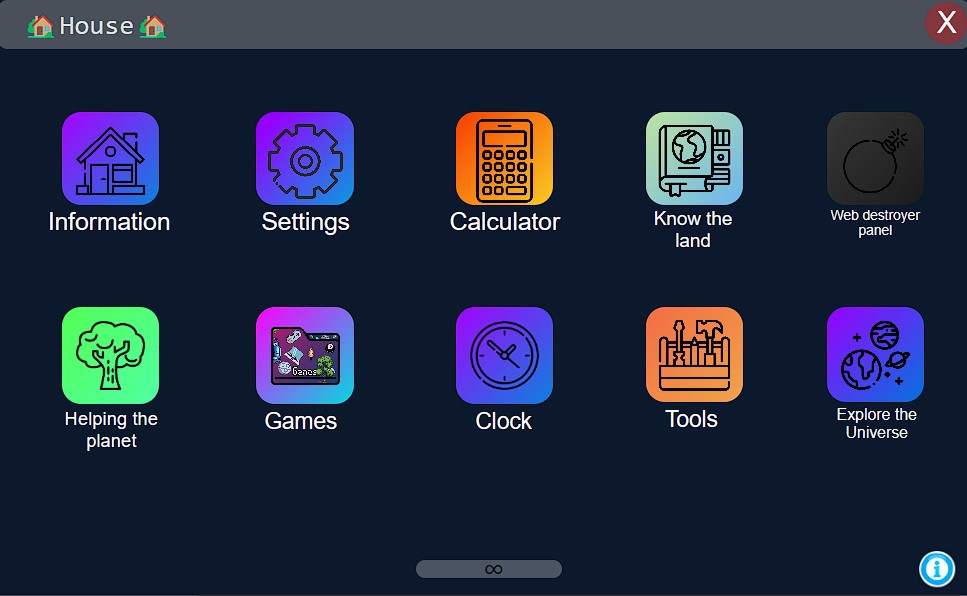 House
X
Information
Settings
Calculator
Know the
land
Web destroyer
panel
Games
Helping the
planet
Games
Clock
Tools
Explore the
Universe
∞
i